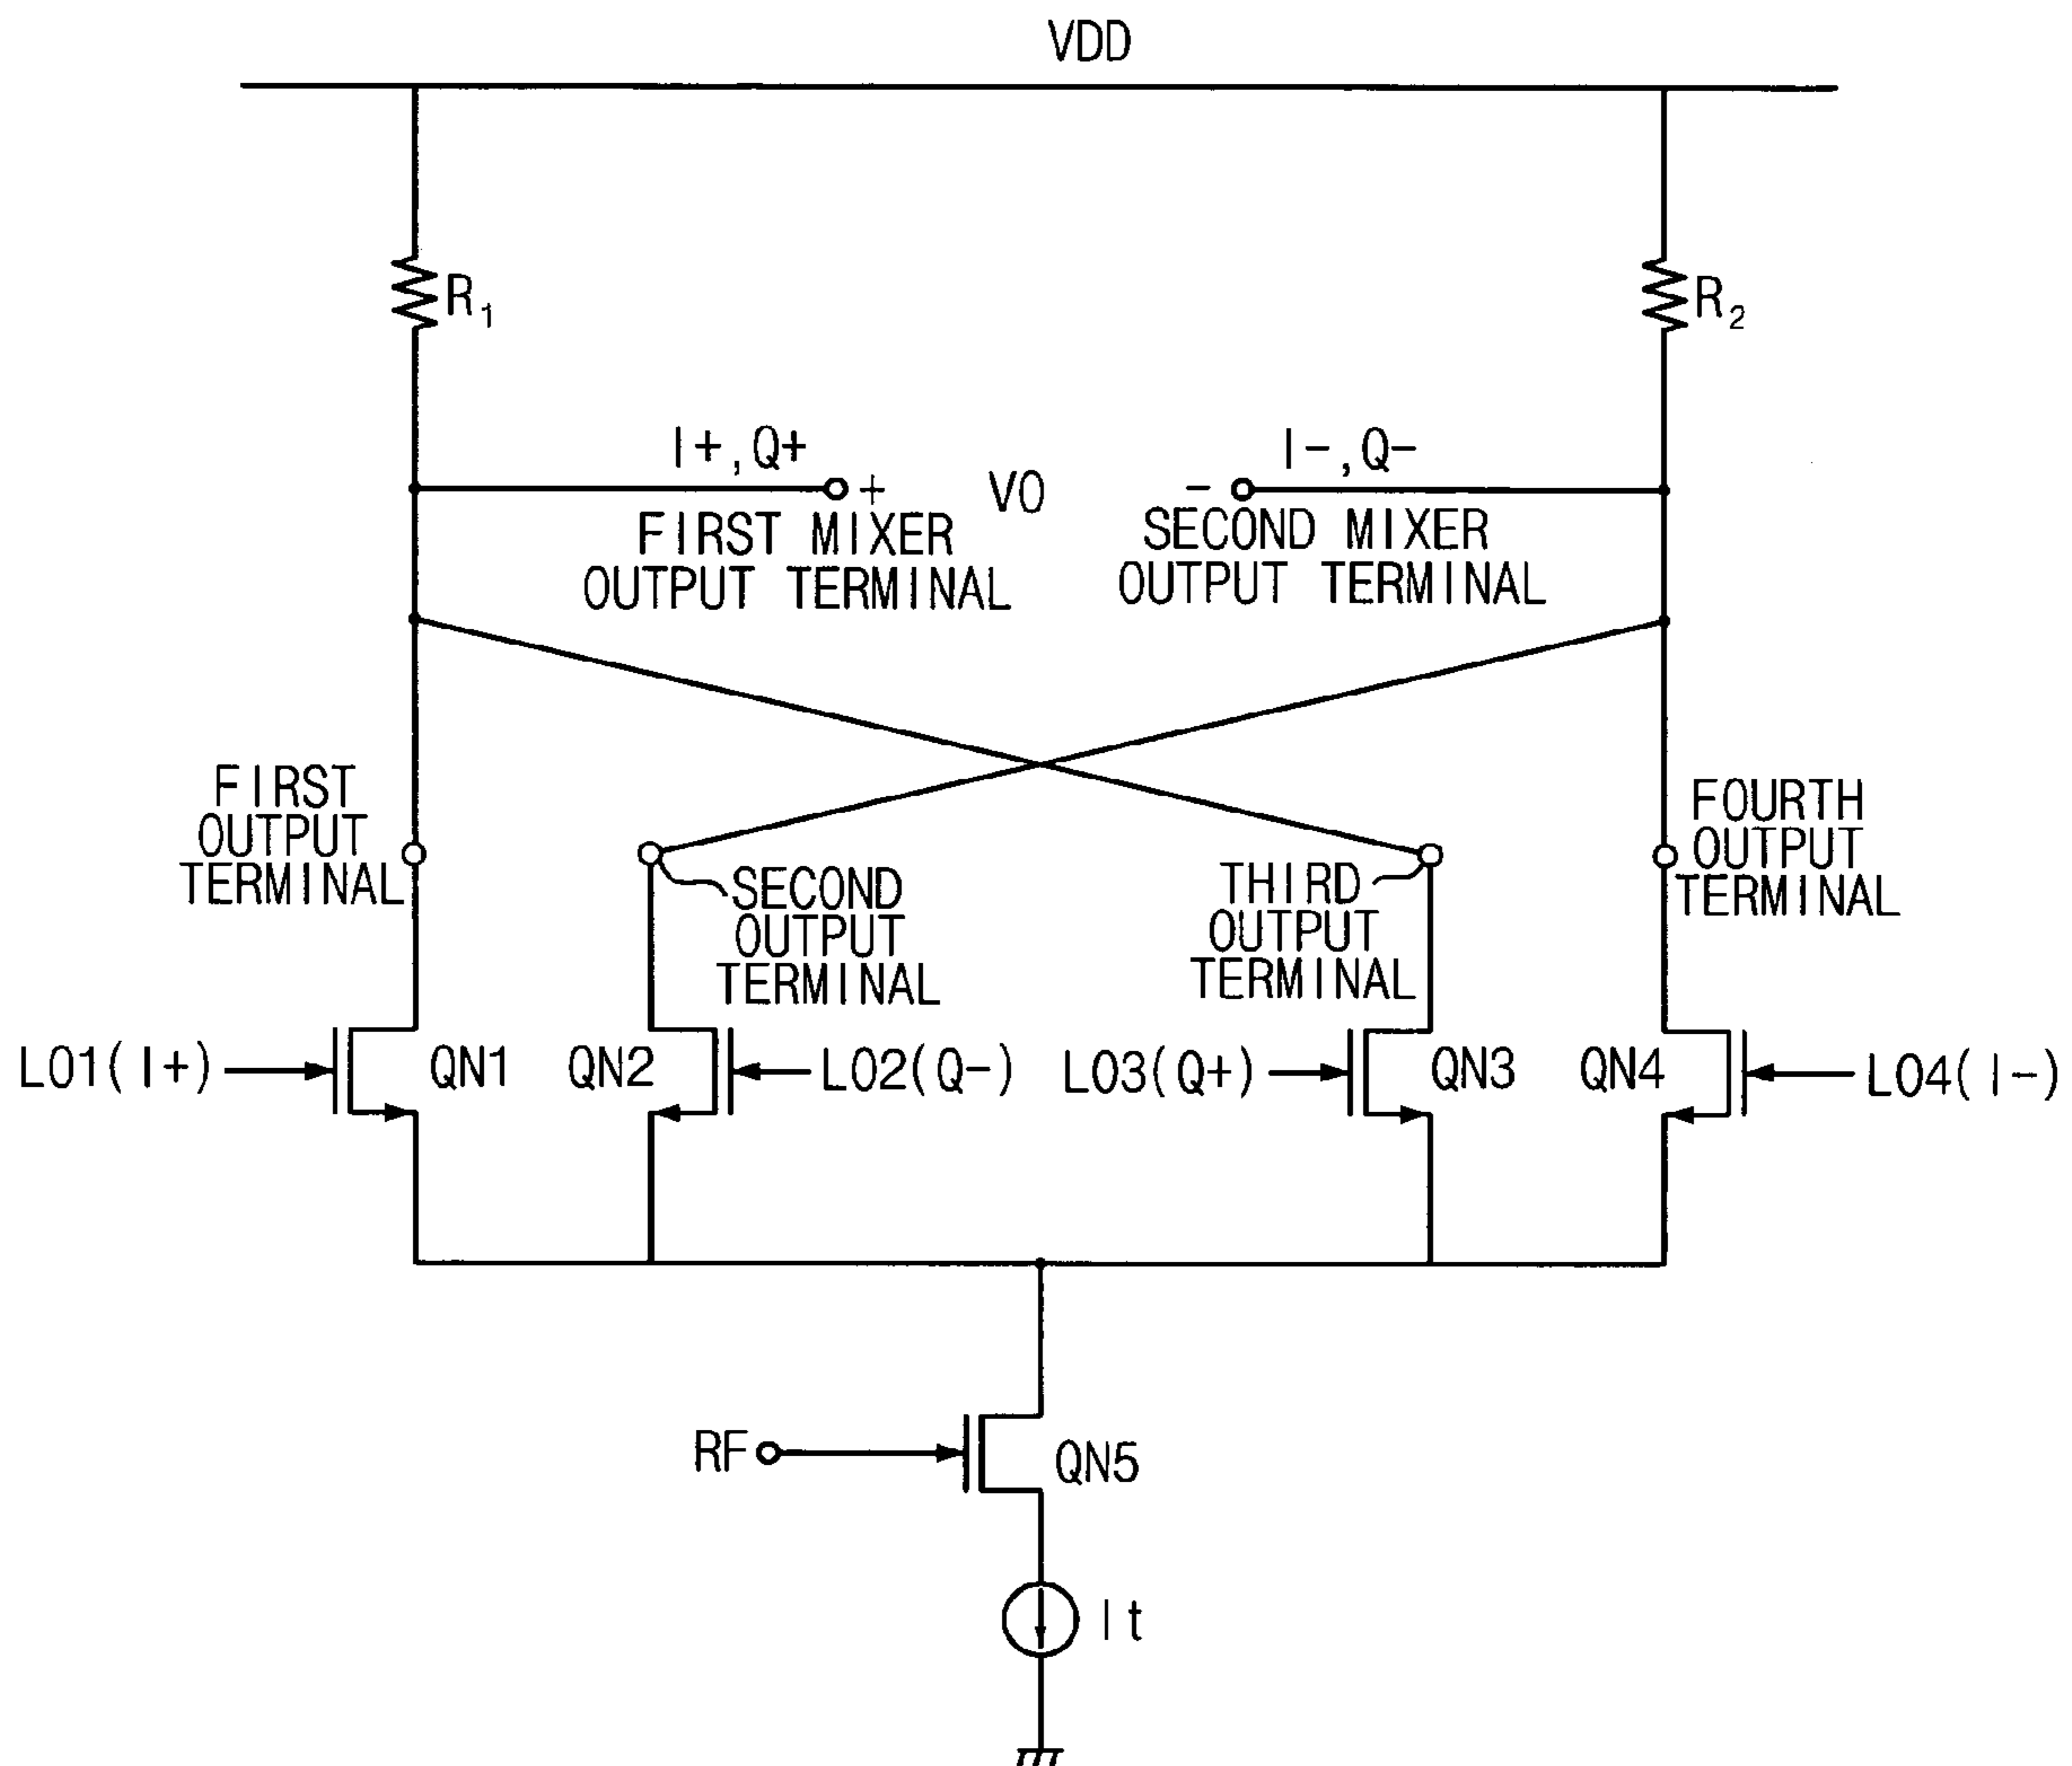 VDD
R1
R2
I+,Q+
I-,Q-
+
VO
-
FIRST MIXER
OUTPUT TERMINAL
SECOND MIXER
OUTPUT TERMINAL
FIRST
OUTPUT
TERMINAL
SECOND
OUTPUT
TERMINAL
THIRD
OUTPUT
TERMINAL
FOURTH
OUTPUT
TERMINAL
LO1(I+)
QN1
QN2
LO2(Q-)
LO3(Q+)
QN3
QN4
LO4(I-)
RF
QN5
It